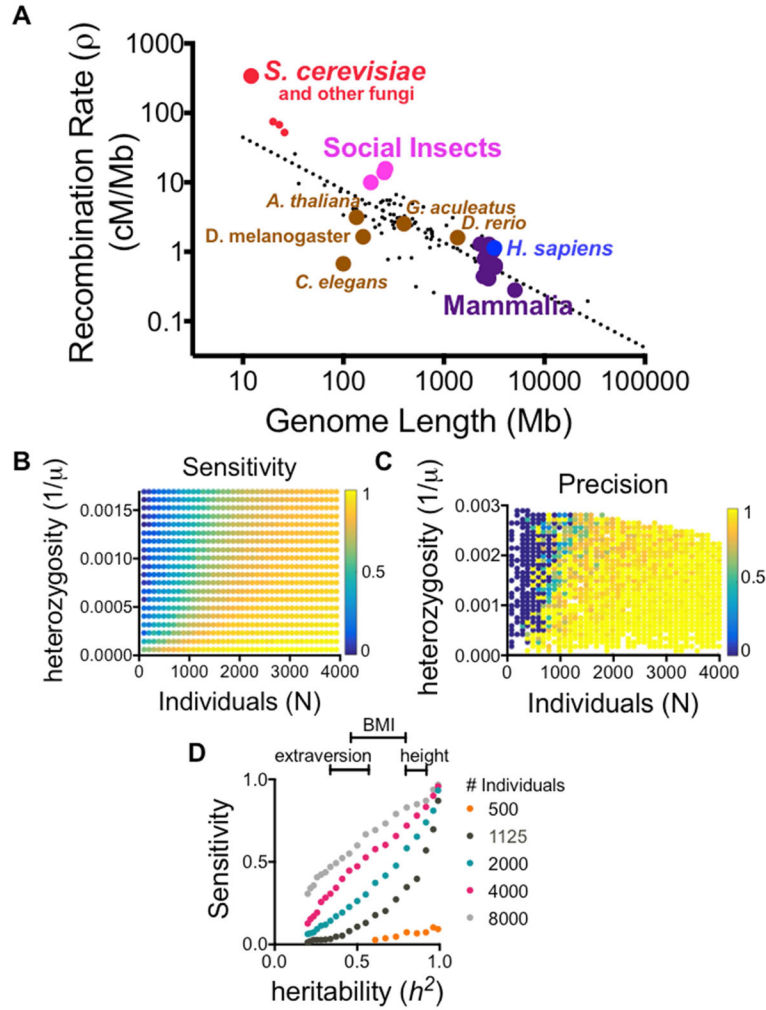 A
Recombination Rate (ρ)
(cM/Mb)
1000
100
10
1
0.1
S. cerevisiae
and other fungi
Social Insects
A. thaliana
G. aculeatus
D. melanogaster
D. rerio
H. sapiens
C. elegans
Mammalia
10
100
1000
10000
100000
Genome Length (Mb)
B
Sensitivity
heterozygosity (1/μ)
0.0015
0.0010
0.0005
0.0000
0
1000
2000
3000
4000
Individuals (N)
1
0.5
0
C
Precision
heterozygosity (1/μ)
0.003
0.002
0.001
0.000
0
1000
2000
3000
4000
Individuals (N)
1
0.5
0
D
BMI
extraversion
height
Sensitivity
1.0
0.5
0.0
0.0
0.5
1.0
heritability (h2)
# Individuals
500
1125
2000
4000
8000